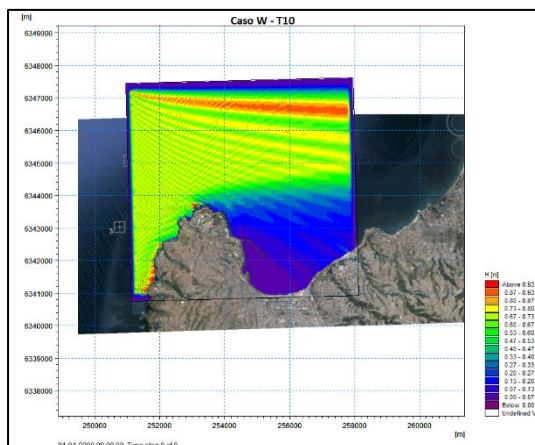 Caso W - T10
[m]
6349000
6348000
6347000
6346000
6345000
6344000
6343000
6342000
6341000
6340000
6339000
6338000
250000
252000
254000
256000
258000
260000
[m]
H [m]
Above 0.93
0.87 - 0.93
0.80 - 0.87
0.73 - 0.80
0.67 - 0.73
0.60 - 0.67
0.53 - 0.60
0.47 - 0.53
0.40 - 0.47
0.33 - 0.40
0.27 - 0.33
0.20 - 0.27
0.13 - 0.20
0.07 - 0.13
0.00 - 0.07
Below 0.00
Undefined V